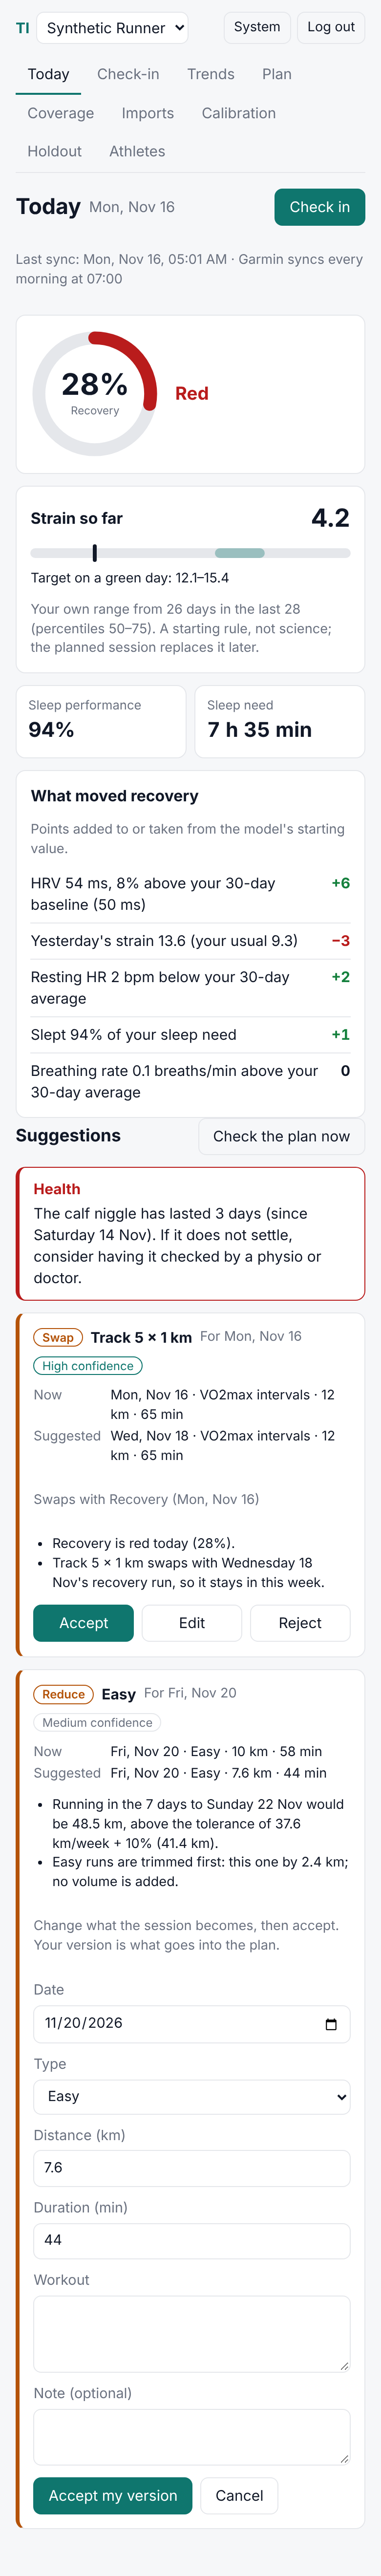 TI Synthetic Runner System Log out
Today Check-in Trends Plan
Coverage Imports Calibration
Holdout Athletes
Today Mon, Nov 16 Check in
Last sync: Mon, Nov 16, 05:01 AM · Garmin syncs every
morning at 07:00
28%
Recovery
Red
Strain so far 4.2
Target on a green day: 12.1–15.4
Your own range from 26 days in the last 28
(percentiles 50–75). A starting rule, not science;
the planned session replaces it later.
Sleep performance
94%
Sleep need
7 h 35 min
What moved recovery
Points added to or taken from the model's starting
value.
HRV 54 ms, 8% above your 30-day +6
baseline (50 ms)
Yesterday's strain 13.6 (your usual 9.3) −3
Resting HR 2 bpm below your 30-day +2
average
Slept 94% of your sleep need +1
Breathing rate 0.1 breaths/min above your 0
30-day average
Suggestions Check the plan now
Health
The calf niggle has lasted 3 days (since
Saturday 14 Nov). If it does not settle,
consider having it checked by a physio or
doctor.
Swap Track 5 × 1 km For Mon, Nov 16
High confidence
Now Mon, Nov 16 · VO2max intervals · 12
km · 65 min
Suggested Wed, Nov 18 · VO2max intervals · 12
km · 65 min
Swaps with Recovery (Mon, Nov 16)
• Recovery is red today (28%).
• Track 5 × 1 km swaps with Wednesday 18
Nov's recovery run, so it stays in this week.
Accept Edit Reject
Reduce Easy For Fri, Nov 20
Medium confidence
Now Fri, Nov 20 · Easy · 10 km · 58 min
Suggested Fri, Nov 20 · Easy · 7.6 km · 44 min
• Running in the 7 days to Sunday 22 Nov would
be 48.5 km, above the tolerance of 37.6
km/week + 10% (41.4 km).
• Easy runs are trimmed first: this one by 2.4 km;
no volume is added.
Change what the session becomes, then accept.
Your version is what goes into the plan.
Date
11/20/2026
Type
Easy
Distance (km)
7.6
Duration (min)
44
Workout
Note (optional)
Accept my version Cancel